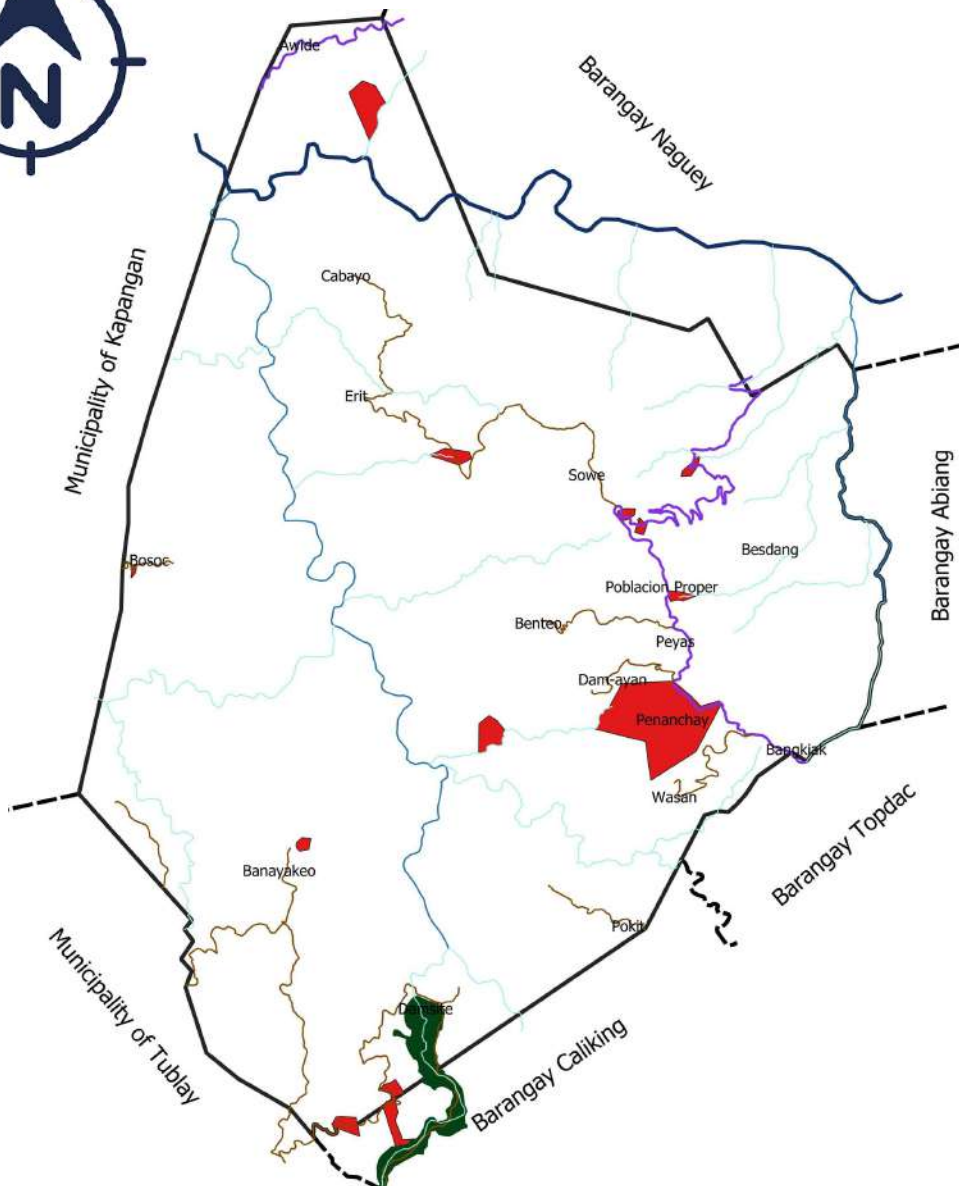 N
Awide
Barangay Naguey
Cabayo
Municipality of Kapangan
Erit
Sowe
Barangay Abiang
Besdang
Bosoc
Poblacion Proper
Benteo
Peyas
Dam-ayan
Penanchay
Bangkiak
Wasan
Barangay Topdac
Banayakeo
Pokit
Municipality of Tublay
Damsite
Barangay Caliking